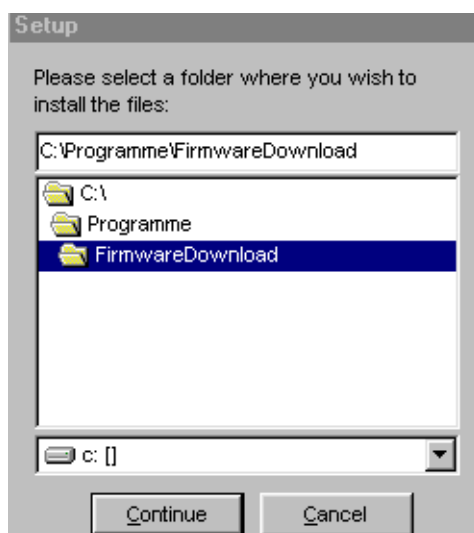 Setup
Please select a folder where you wish to
install the files:
C:\Programme\FirmwareDownload
C:\
Programme
FirmwareDownload
c: []
Continue
Cancel